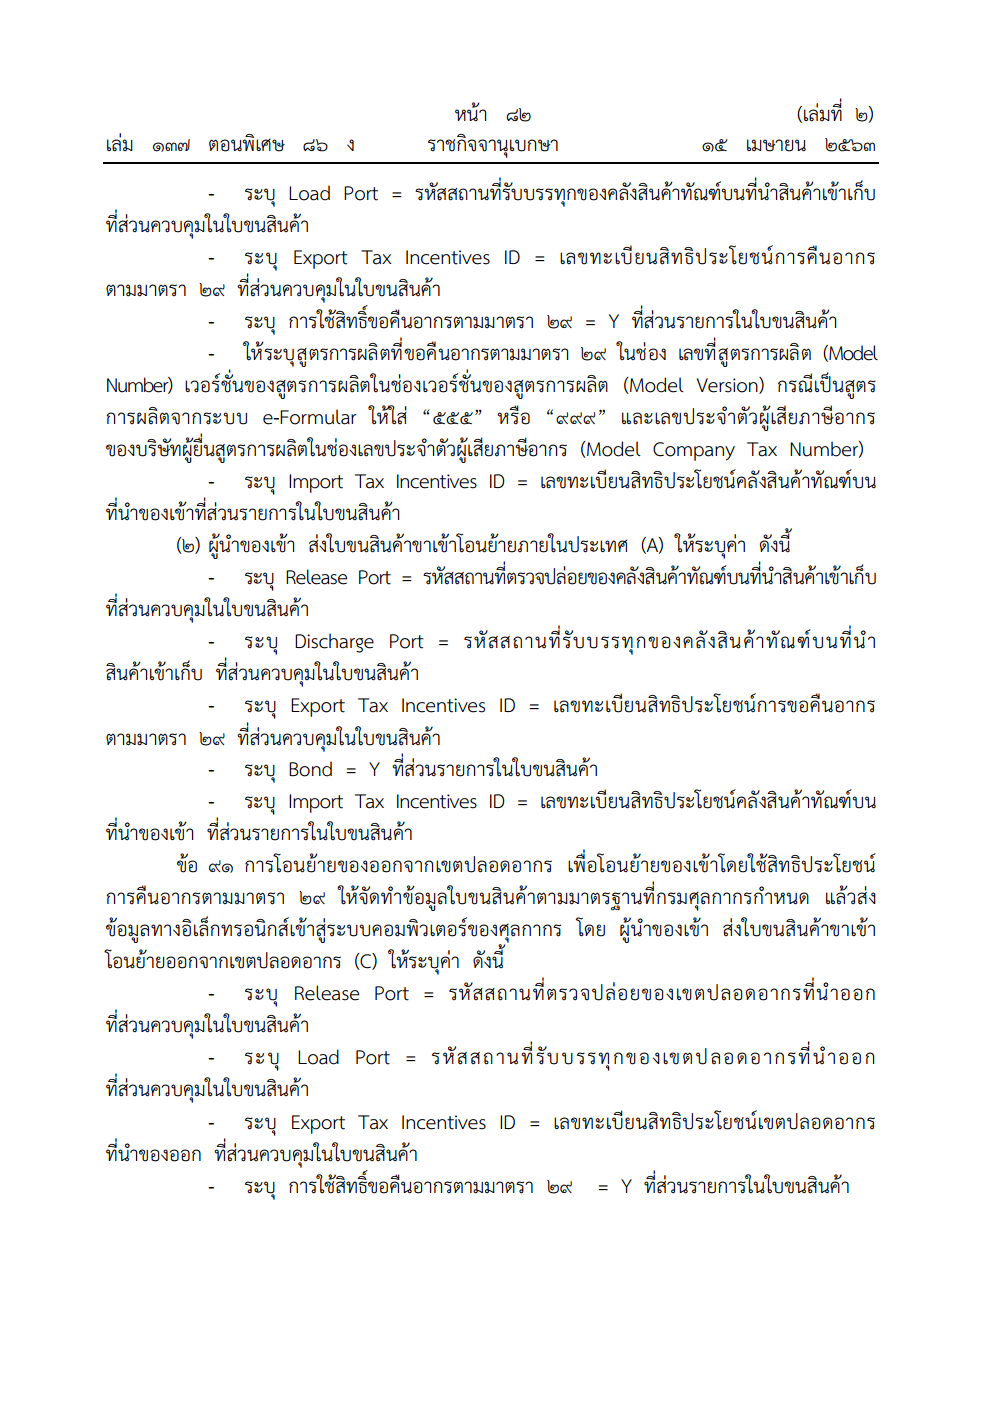 หน้า ๘๒
(เล่มที่ ๒)
เล่ม ๑๓๗ ตอนพิเศษ ๘๖ ง ราชกิจจานุเบกษา ๑๕ เมษายน ๒๕๖๓
- ระบุ Load Port = รหัสสถานที่รับบรรทุกของคลังสินค้าทัณฑ์บนที่นำสินค้าเข้าเก็บ
ที่ส่วนควบคุมในใบขนสินค้า
- ระบุ Export Tax Incentives ID = เลขทะเบียนสิทธิประโยชน์การคืนอากร
ตามมาตรา ๒๙ ที่ส่วนควบคุมในใบขนสินค้า
- ระบุ การใช้สิทธิ์ขอคืนอากรตามมาตรา ๒๙ = Y ที่ส่วนรายการในใบขนสินค้า
- ให้ระบุสูตรการผลิตที่ขอคืนอากรตามมาตรา ๒๙ ในช่อง เลขที่สูตรการผลิต (Model
Number) เวอร์ชั่นของสูตรการผลิตในช่องเวอร์ชั่นของสูตรการผลิต (Model Version) กรณีเป็นสูตร
การผลิตจากระบบ e-Formular ให้ใส่ “๕๕๕” หรือ “๙๙๙” และเลขประจำตัวผู้เสียภาษีอากร
ของบริษัทผู้ยื่นสูตรการผลิตในช่องเลขประจำตัวผู้เสียภาษีอากร (Model Company Tax Number)
- ระบุ Import Tax Incentives ID = เลขทะเบียนสิทธิประโยชน์คลังสินค้าทัณฑ์บน
ที่นำของเข้าที่ส่วนรายการในใบขนสินค้า
(๒) ผู้นำของเข้า ส่งใบขนสินค้าขาเข้าโอนย้ายภายในประเทศ (A) ให้ระบุค่า ดังนี้
- ระบุ Release Port = รหัสสถานที่ตรวจปล่อยของคลังสินค้าทัณฑ์บนที่นำสินค้าเข้าเก็บ
ที่ส่วนควบคุมในใบขนสินค้า
- ระบุ Discharge Port = รหัสสถานที่รับบรรทุกของคลังสินค้าทัณฑ์บนที่นำ
สินค้าเข้าเก็บ ที่ส่วนควบคุมในใบขนสินค้า
- ระบุ Export Tax Incentives ID = เลขทะเบียนสิทธิประโยชน์การขอคืนอากร
ตามมาตรา ๒๙ ที่ส่วนควบคุมในใบขนสินค้า
- ระบุ Bond = Y ที่ส่วนรายการในใบขนสินค้า
- ระบุ Import Tax Incentives ID = เลขทะเบียนสิทธิประโยชน์คลังสินค้าทัณฑ์บน
ที่นำของเข้า ที่ส่วนรายการในใบขนสินค้า
ข้อ ๙๑ การโอนย้ายของออกจากเขตปลอดอากร เพื่อโอนย้ายของเข้าโดยใช้สิทธิประโยชน์
การคืนอากรตามมาตรา ๒๙ ให้จัดทำข้อมูลใบขนสินค้าตามมาตรฐานที่กรมศุลกากรกำหนด แล้วส่ง
ข้อมูลทางอิเล็กทรอนิกส์เข้าสู่ระบบคอมพิวเตอร์ของศุลกากร โดย ผู้นำของเข้า ส่งใบขนสินค้าขาเข้า
โอนย้ายออกจากเขตปลอดอากร (C) ให้ระบุค่า ดังนี้
- ระบุ Release Port = รหัสสถานที่ตรวจปล่อยของเขตปลอดอากรที่นำออก
ที่ส่วนควบคุมในใบขนสินค้า
- ระบุ Load Port = รหัสสถานที่รับบรรทุกของเขตปลอดอากรที่นำออก
ที่ส่วนควบคุมในใบขนสินค้า
- ระบุ Export Tax Incentives ID = เลขทะเบียนสิทธิประโยชน์เขตปลอดอากร
ที่นำของออก ที่ส่วนควบคุมในใบขนสินค้า
- ระบุ การใช้สิทธิ์ขอคืนอากรตามมาตรา ๒๙ = Y ที่ส่วนรายการในใบขนสินค้า